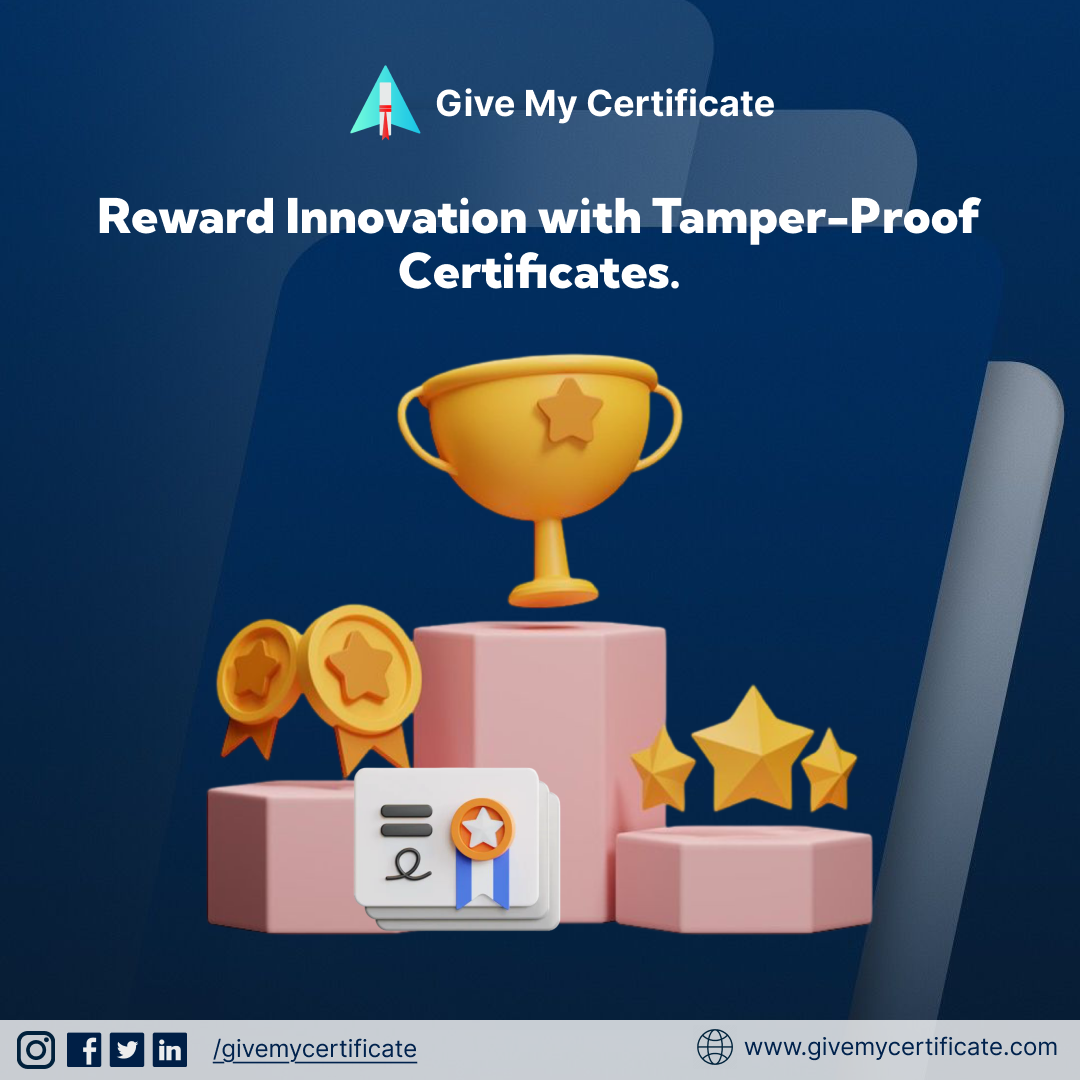 Give My Certificate
Reward Innovation with Tamper-Proof
Certificates.
/givemycertificate
www.givemycertificate.com